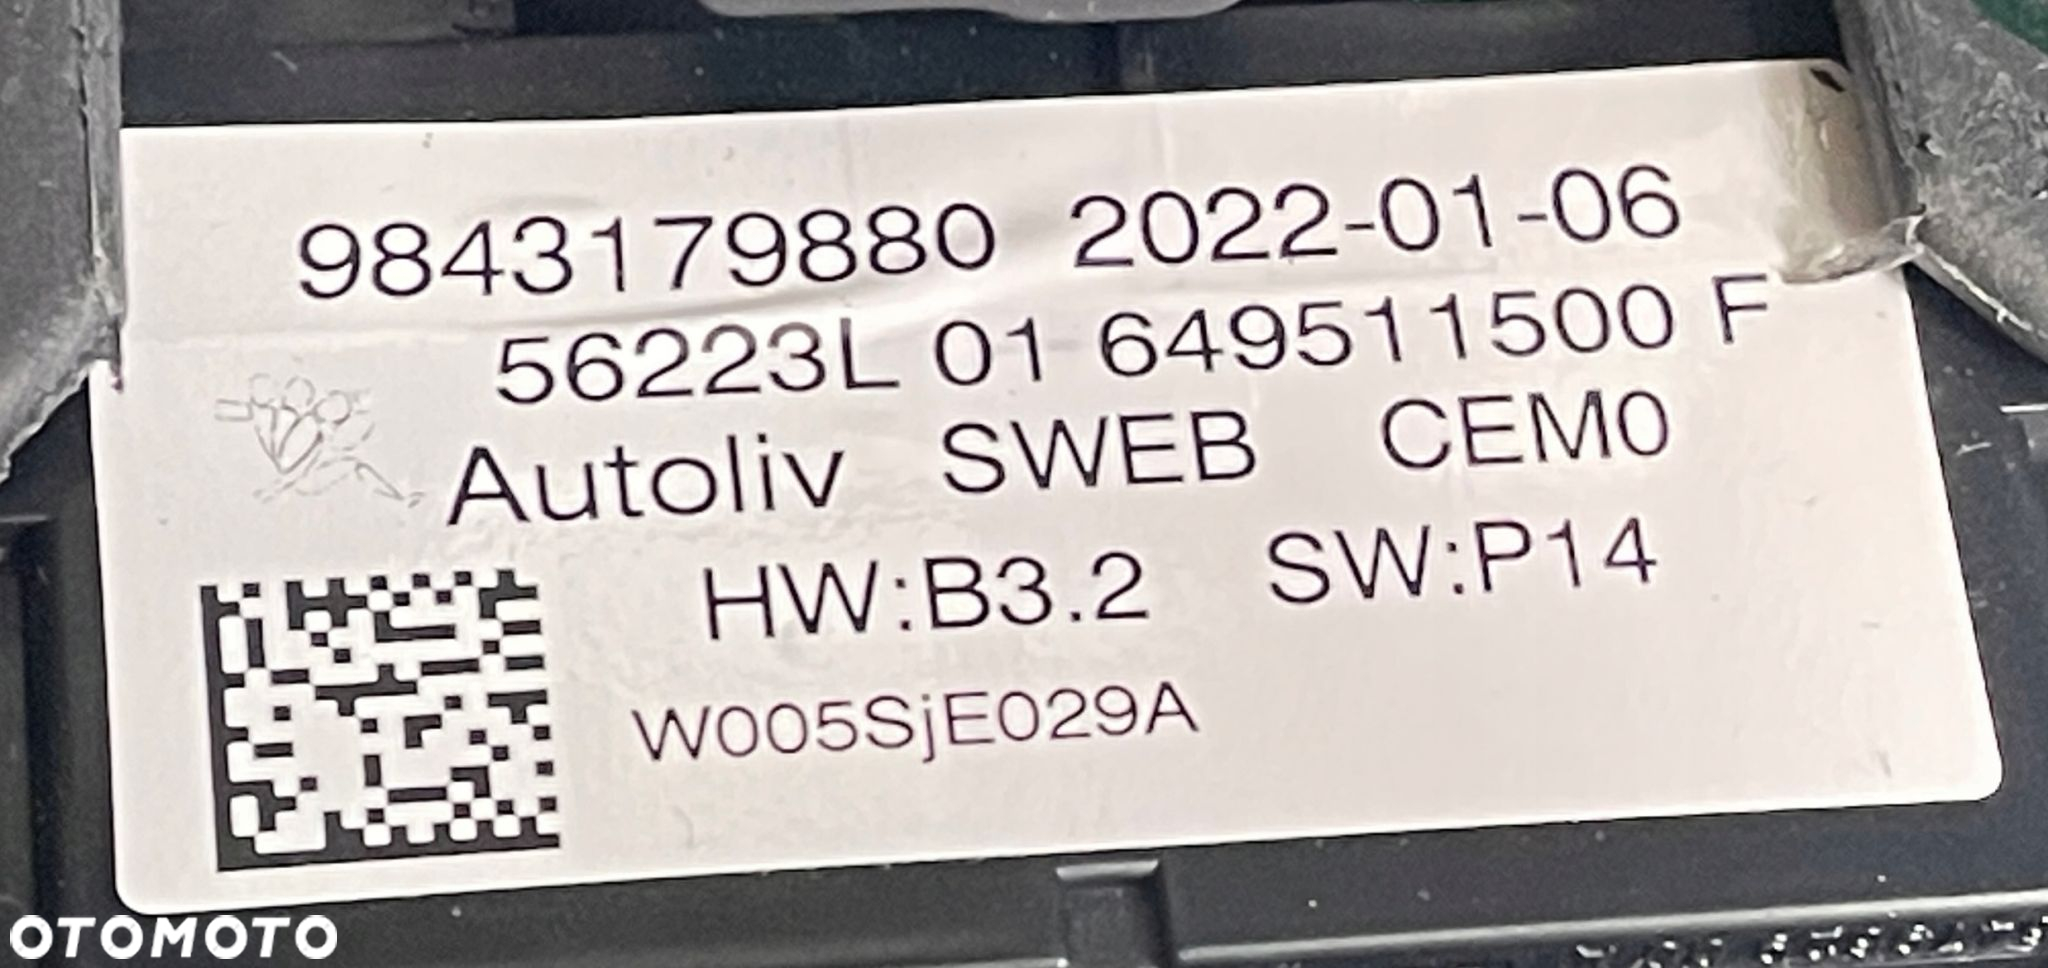 9843179880 2022-01-06
56223L 01 649511500 F
Autoliv SWEB CEM0
HW:B3.2 SW:P14
W005SjE029A
OTOMOTO